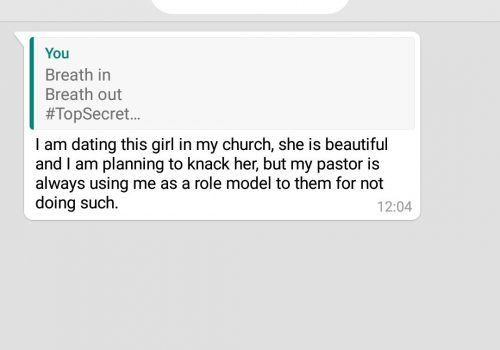 You
Breath in
Breath out
#TopSecret...
I am dating this girl in my church, she is beautiful
and I am planning to knack her, but my pastor is
always using me as a role model to them for not
doing such.
12:04